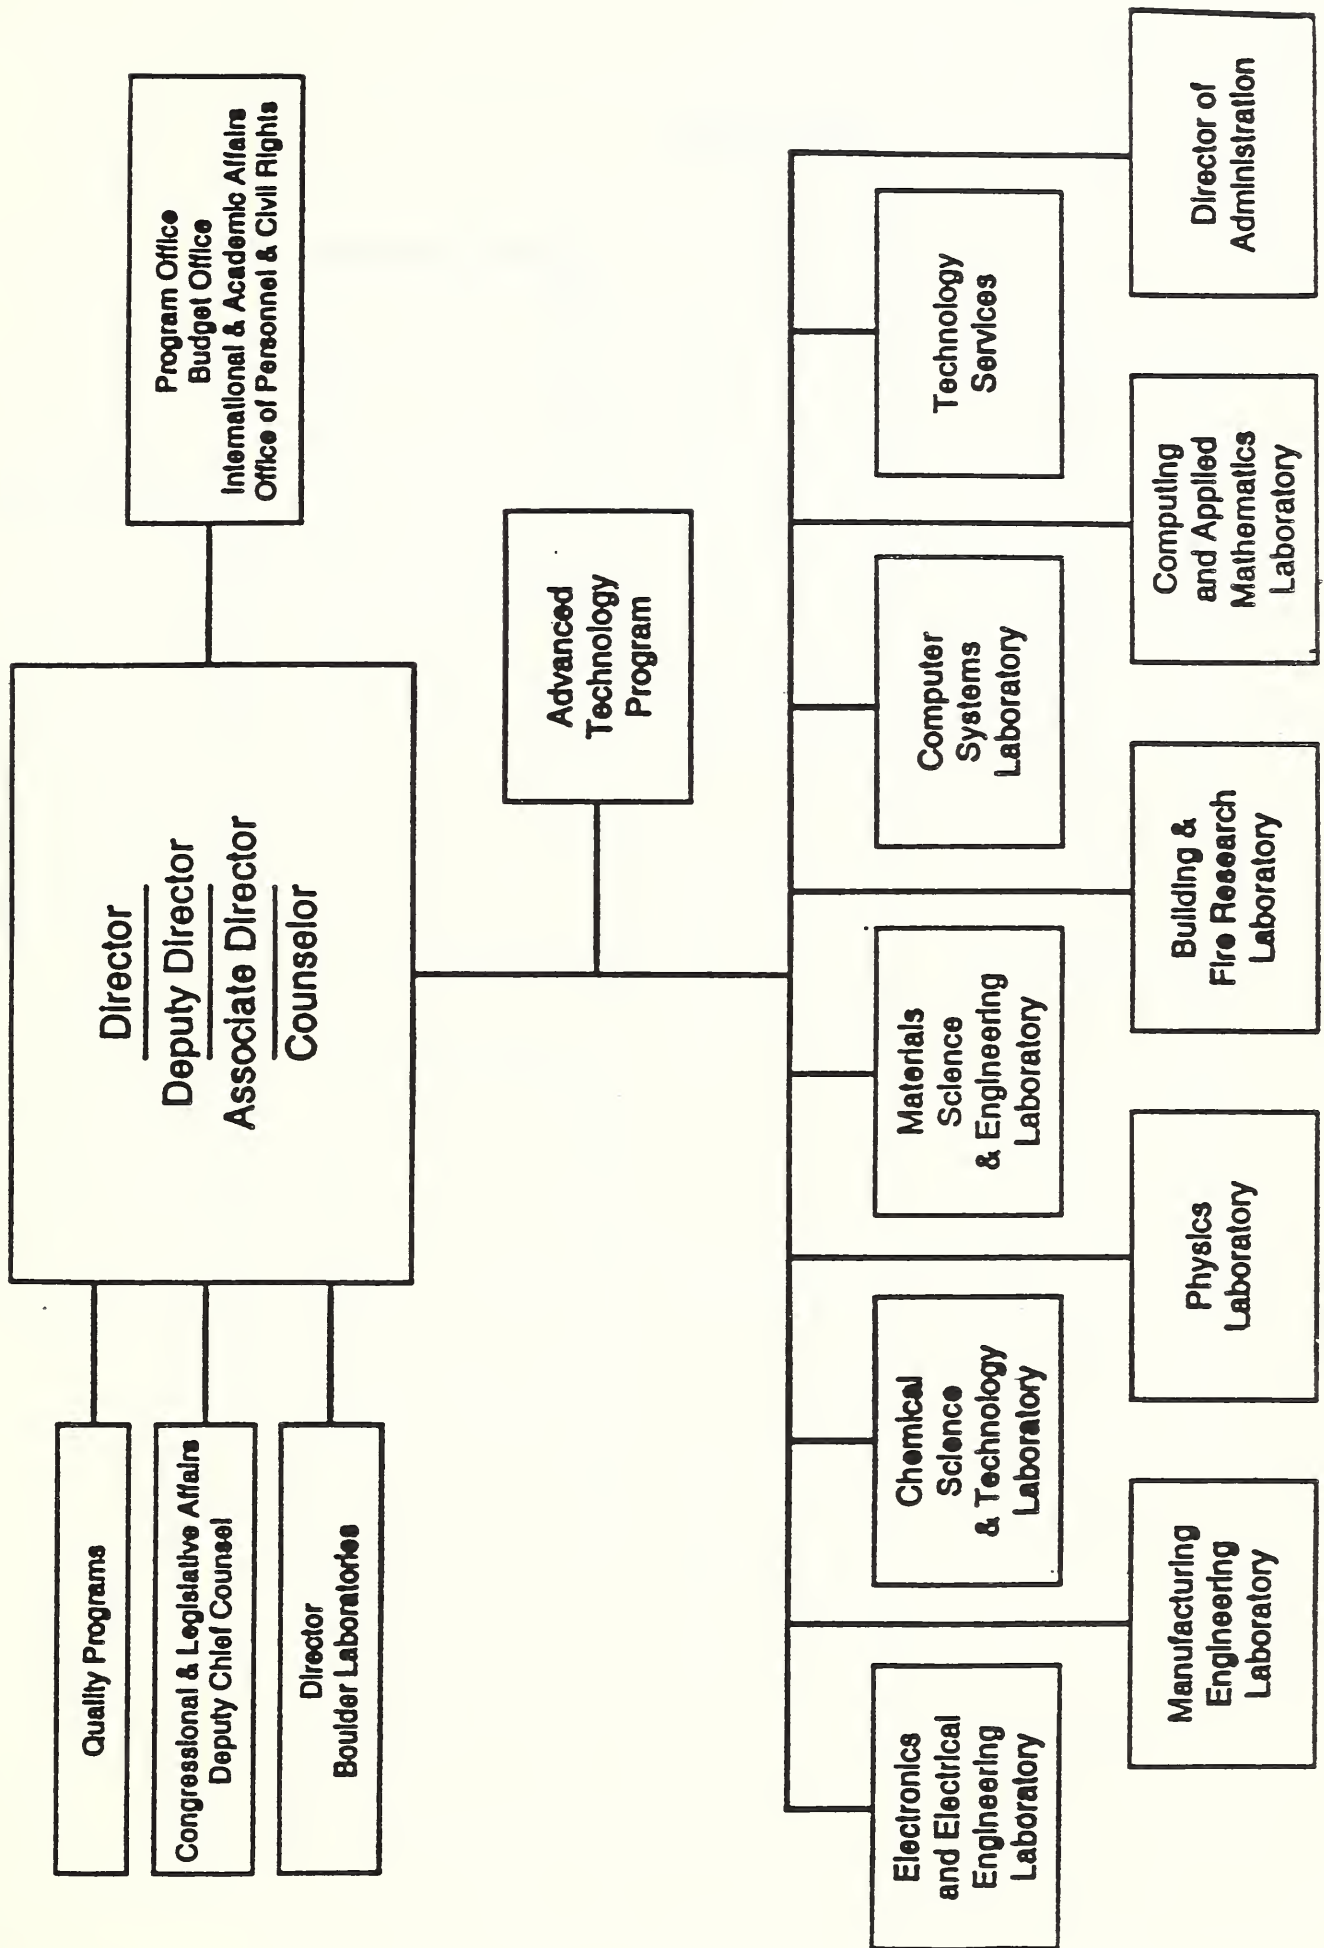 Director
Deputy Director
Associate Director
Counselor
Quality Programs
Congressional & Legislative Affairs
Deputy Chief Counsel
Director
Boulder Laboratories
Program Office
Budget Office
International & Academic Affairs
Office of Personnel & Civil Rights
Advanced
Technology
Program
Electronics
and Electrical
Engineering
Laboratory
Chemical
Science
& Technology
Laboratory
Materials
Science
& Engineering
Laboratory
Computer
Systems
Laboratory
Technology
Services
Manufacturing
Engineering
Laboratory
Physics
Laboratory
Building &
Fire Research
Laboratory
Computing
and Applied
Mathematics
Laboratory
Director of
Administration